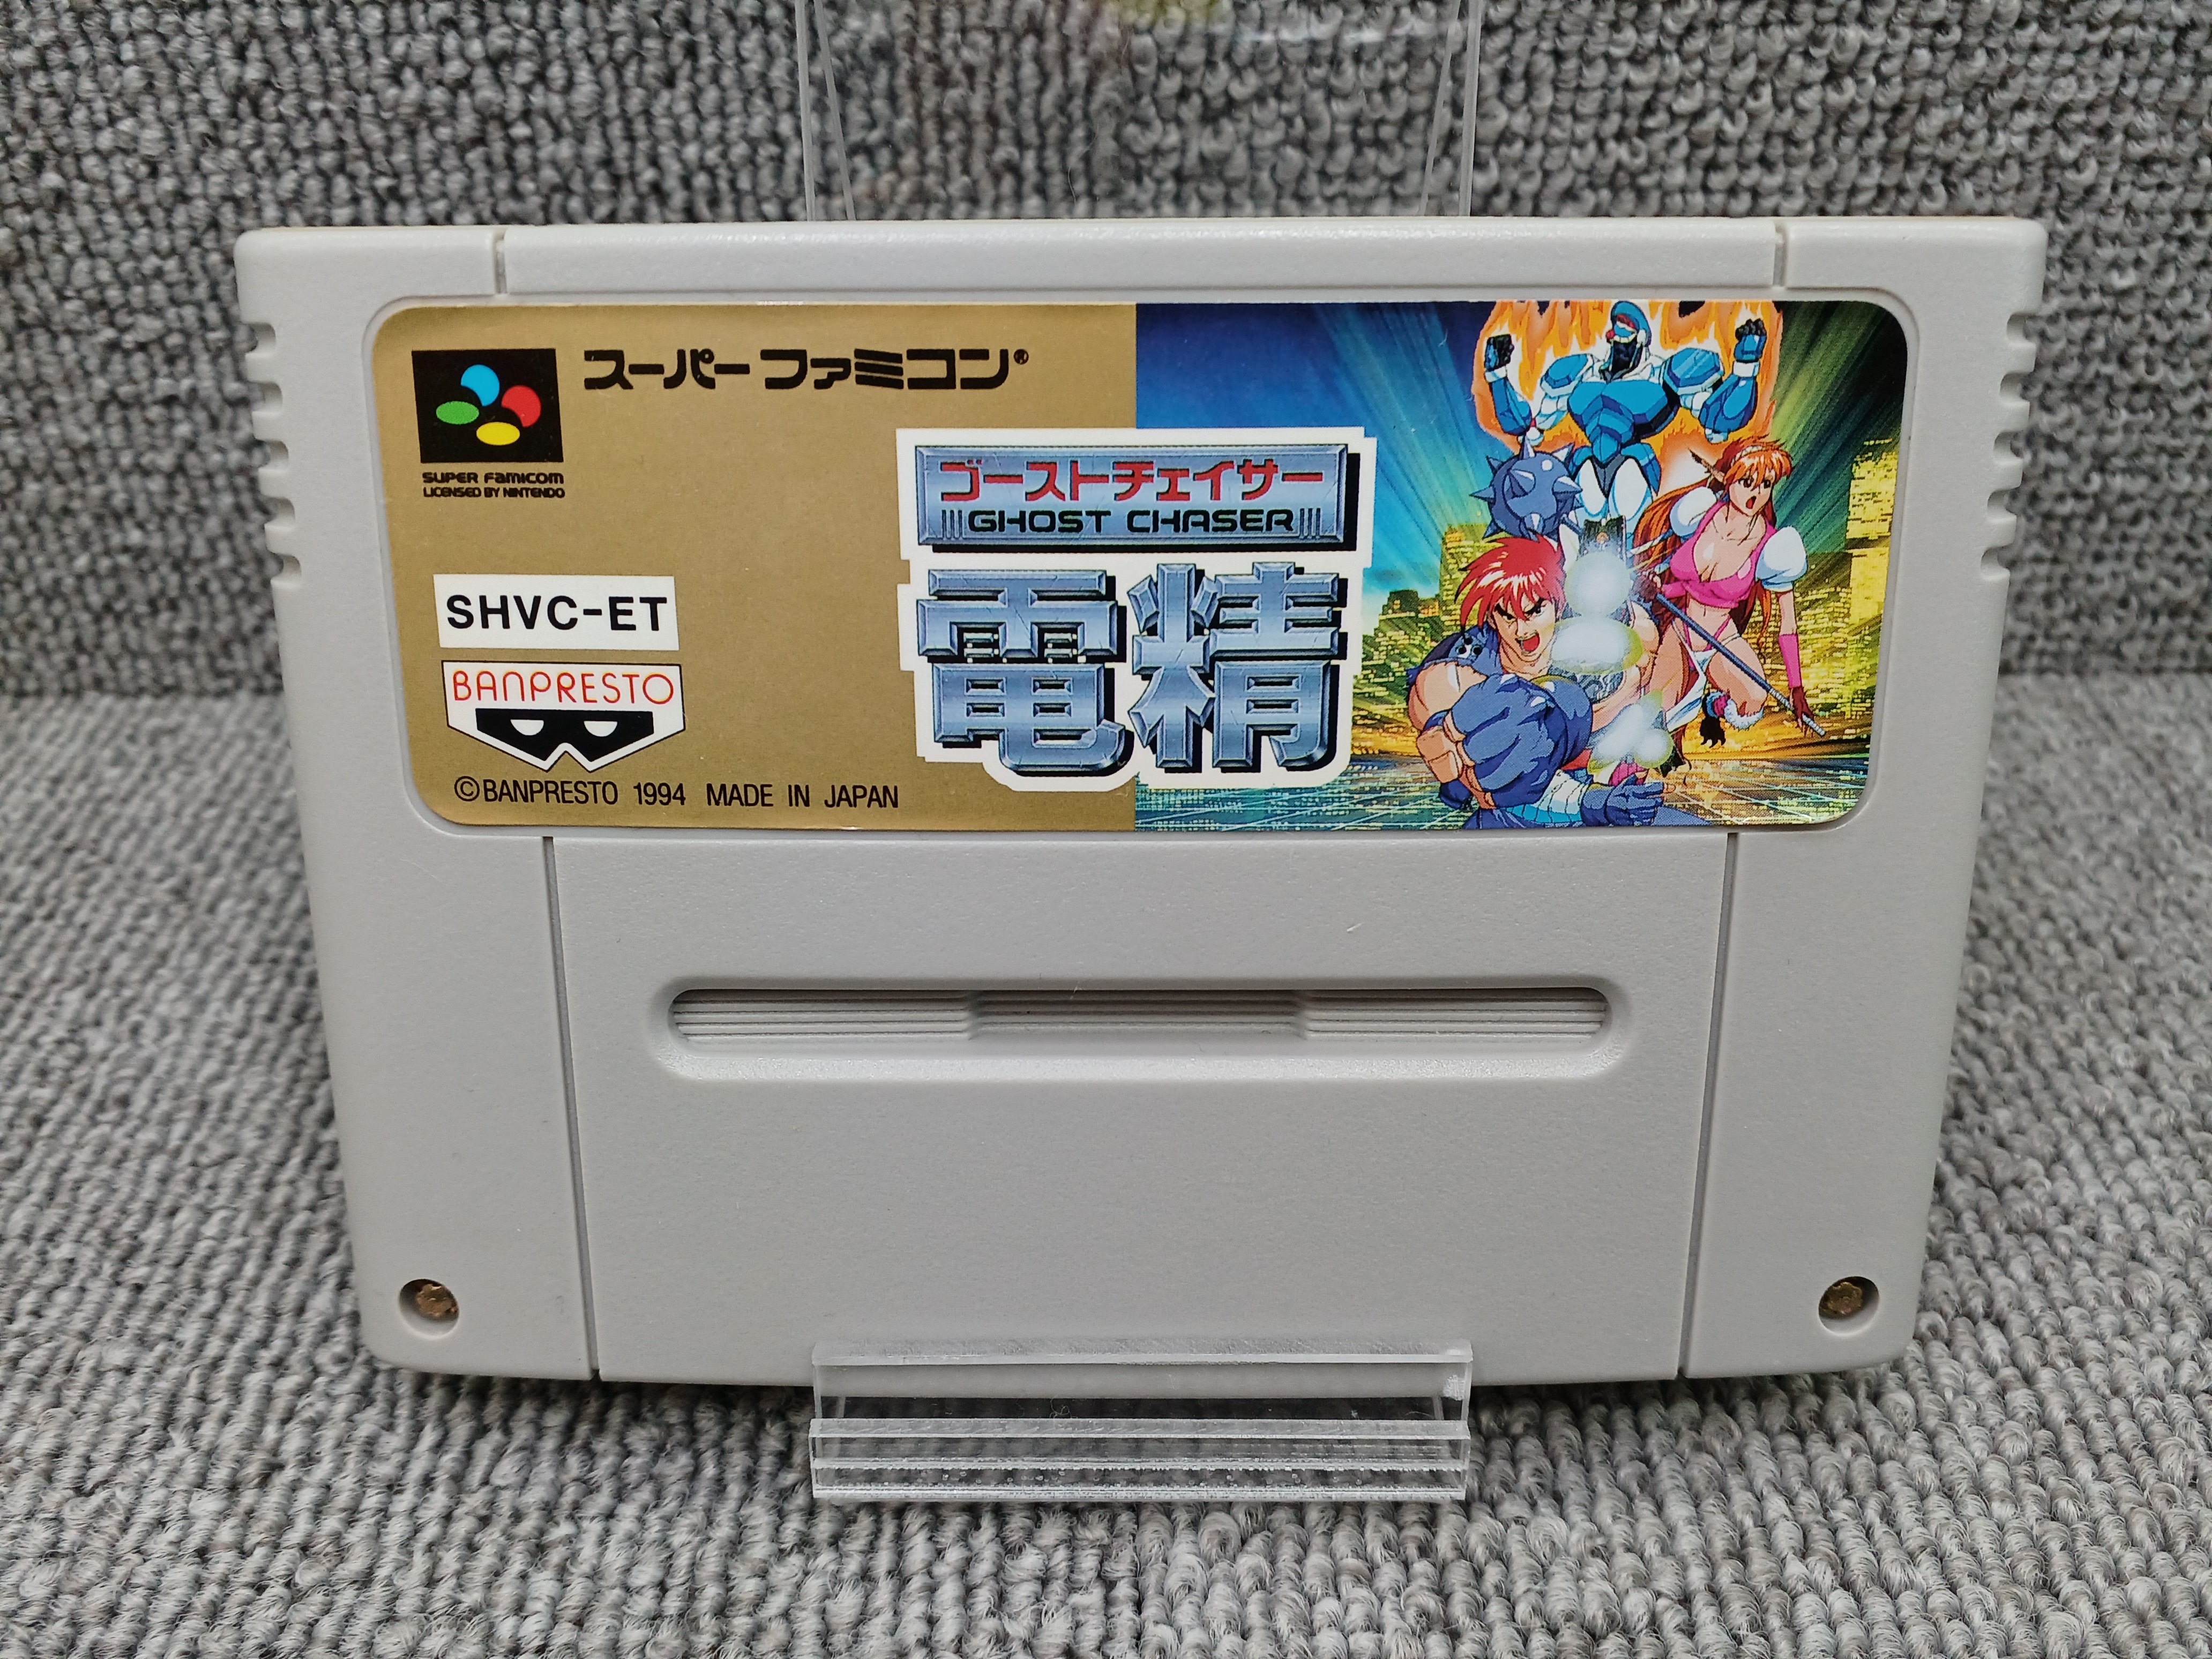 スーパーファミコン®
SUPER FAMICOM
LICENSED BY NINTENDO
ゴーストチェイサー
GHOST CHASER
電精
SHVC-ET
BANPRESTO
©BANPRESTO 1994 MADE IN JAPAN